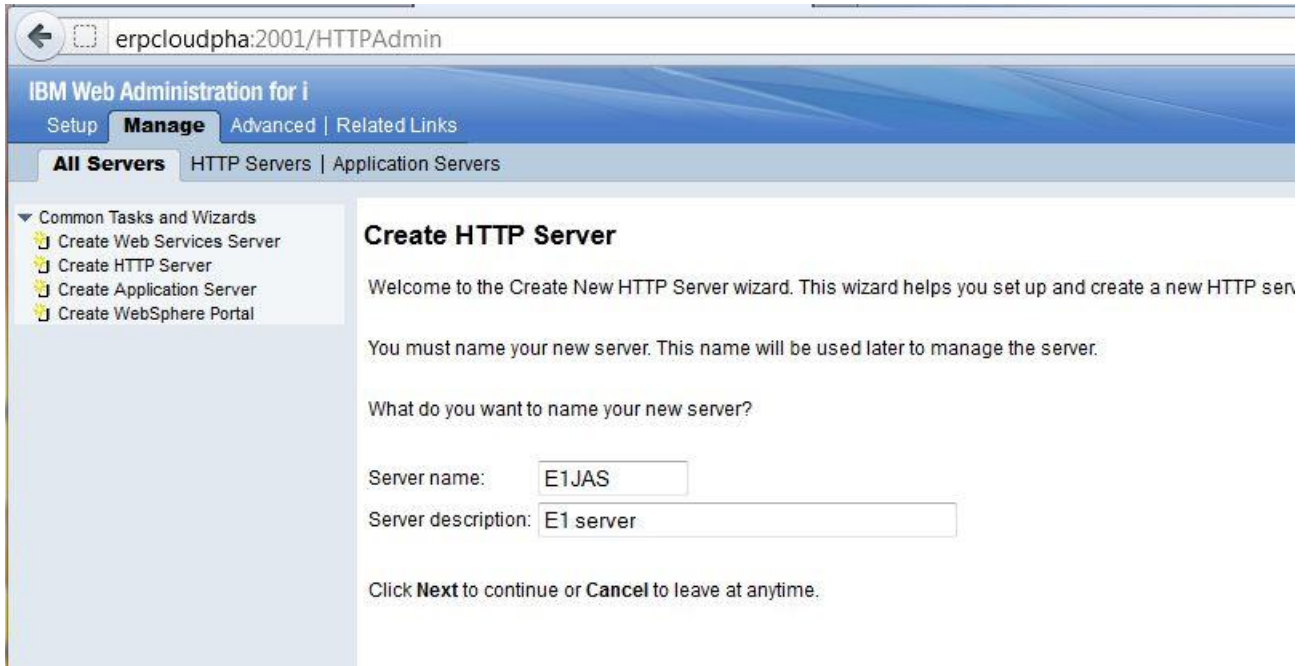 erpcloudpha:2001/HTTPAdmin
IBM Web Administration for i
Setup Manage Advanced | Related Links
All Servers HTTP Servers | Application Servers
Common Tasks and Wizards
Create Web Services Server
Create HTTP Server
Create Application Server
Create WebSphere Portal
Create HTTP Server
Welcome to the Create New HTTP Server wizard. This wizard helps you set up and create a new HTTP
You must name your new server. This name will be used later to manage the server.
What do you want to name your new server?
Server name: E1JAS
Server description: E1 server
Click Next to continue or Cancel to leave at anytime.